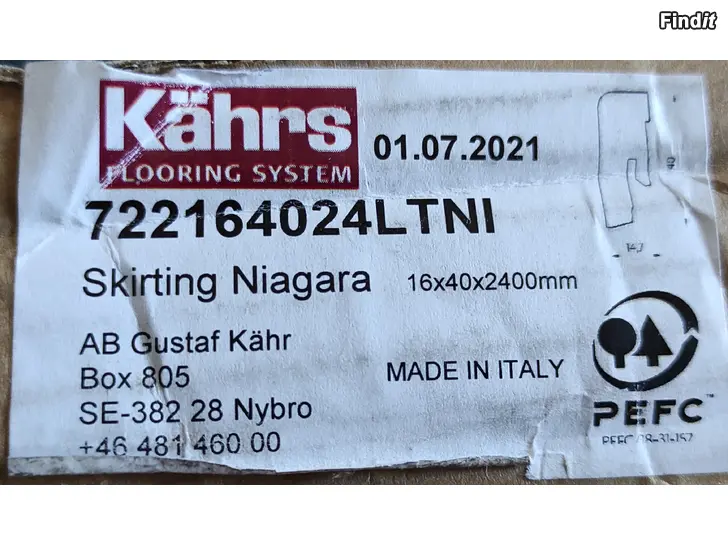 Findit
Kährs
FLOORING SYSTEM
01.07.2021
722164024LTNI
Skirting Niagara 16x40x2400mm
AB Gustaf Kähr
Box 805
SE-382 28 Nybro
+46 481 460 00
MADE IN ITALY
PEFC™